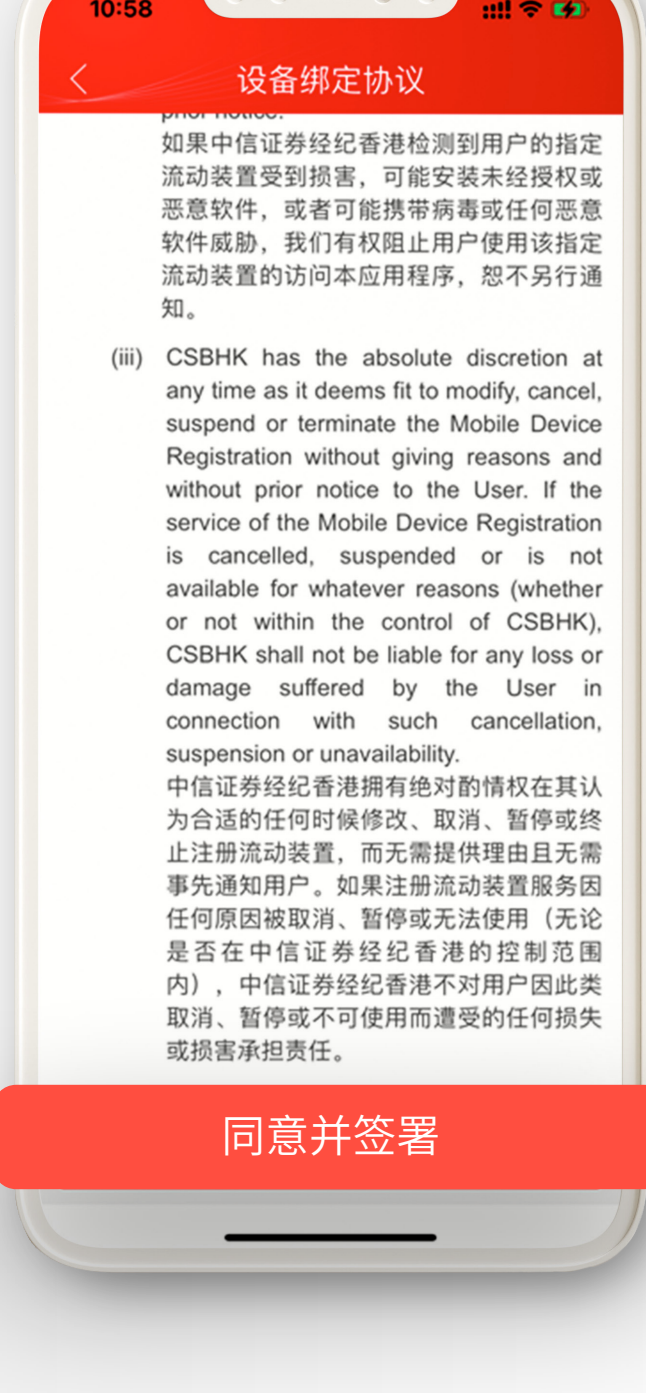 10:58
设备绑定协议
prior notice.
如果中信证券经纪香港检测到用户的指定
流动装置受到损害，可能安装未经授权或
恶意软件，或者可能携带病毒或任何恶意
软件威胁，我们有权阻止用户使用该指定
流动装置的访问本应用程序，恕不另行通
知。
(iii) CSBHK has the absolute discretion at
any time as it deems fit to modify, cancel,
suspend or terminate the Mobile Device
Registration without giving reasons and
without prior notice to the User. If the
service of the Mobile Device Registration
is cancelled, suspended or is not
available for whatever reasons (whether
or not within the control of CSBHK),
CSBHK shall not be liable for any loss or
damage suffered by the User in
connection with such cancellation,
suspension or unavailability.
中信证券经纪香港拥有绝对酌情权在其认
为合适的任何时候修改、取消、暂停或终
止注册流动装置，而无需提供理由且无需
事先通知用户。如果注册流动装置服务因
任何原因被取消、暂停或无法使用（无论
是否在中信证券经纪香港的控制范围
内），中信证券经纪香港不对用户因此类
取消、暂停或不可使用而遭受的任何损失
或损害承担责任。
同意并签署